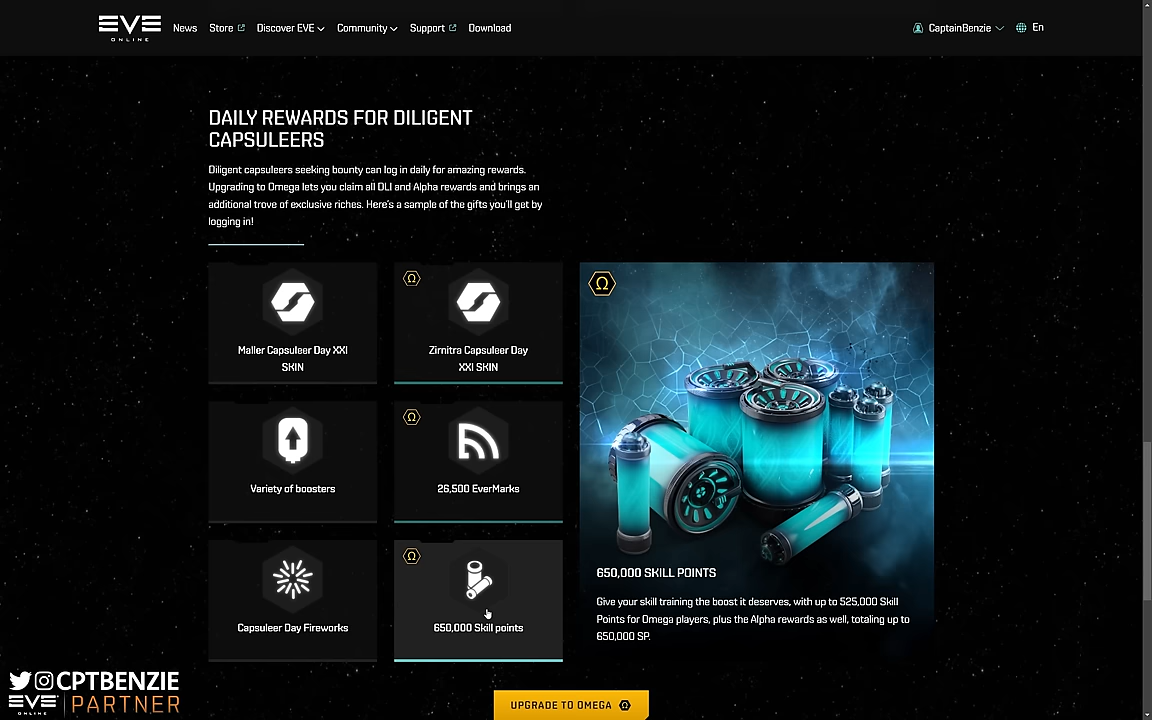 EVE
ONLINE
News
Store
Discover EVE
Community
Support
Download
CaptainBenzie
En
DAILY REWARDS FOR DILIGENT
CAPSULEERS
Diligent capsuleers seeking bounty can log in daily for amazing rewards.
Upgrading to Omega lets you claim all DLI and Alpha rewards and brings an
additional trove of exclusive riches. Here's a sample of the gifts you'll get by
logging in!
Maller Capsuleer Day XXI
SKIN
Ω
Zirnitra Capsuleer Day
XXI SKIN
Variety of boosters
Ω
26,500 EverMarks
Capsuleer Day Fireworks
Ω
650,000 Skill points
Ω
650,000 SKILL POINTS
Give your skill training the boost it deserves, with up to 525,000 Skill
Points for Omega players, plus the Alpha rewards as well, totaling up to
650,000 SP.
UPGRADE TO OMEGA Ω
CPTBENZIE
EVE
ONLINE
PARTNER